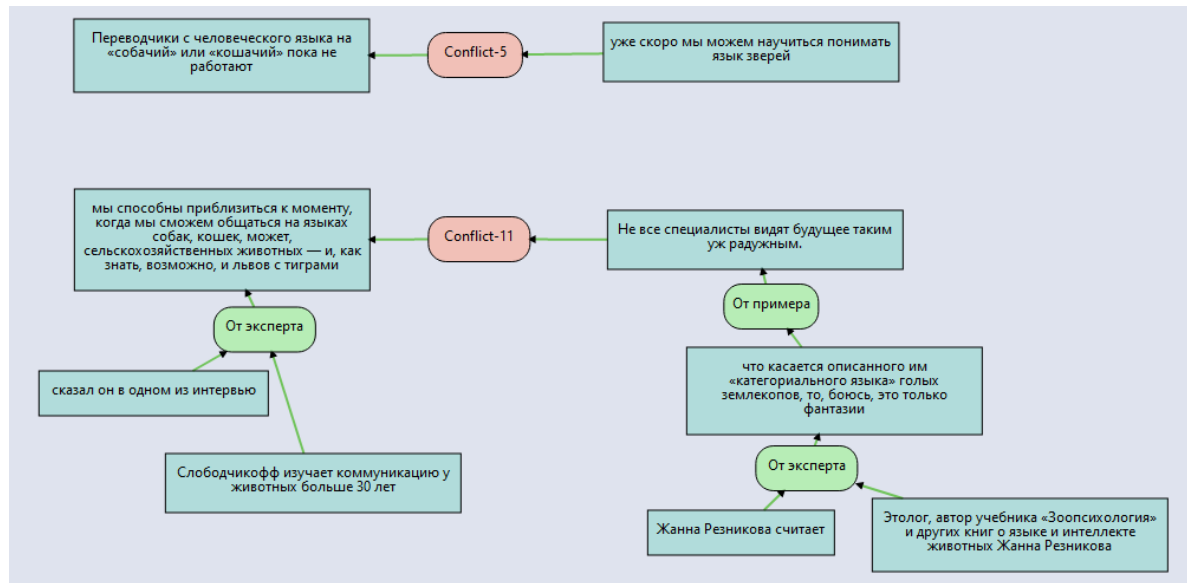 Переводчики с человеческого языка на
«собачий» или «кошачий» пока не
работают
Conflict-5
уже скоро мы можем научиться понимать
язык зверей
мы способны приблизиться к моменту,
когда мы сможем общаться на языках
собак, кошек, может,
сельскохозяйственных животных — и, как
знать, возможно, и львов с тиграми
Conflict-11
Не все специалисты видят будущее таким
уж радужным.
От эксперта
От примера
сказал он в одном из интервью
что касается описанного им
«категориального языка» голых
землекопов, то, боюсь, это только
фантазии
Слободчикофф изучает коммуникацию у
животных больше 30 лет
От эксперта
Жанна Резникова считает
Этолог, автор учебника «Зоопсихология»
и других книг о языке и интеллекте
животных Жанна Резникова